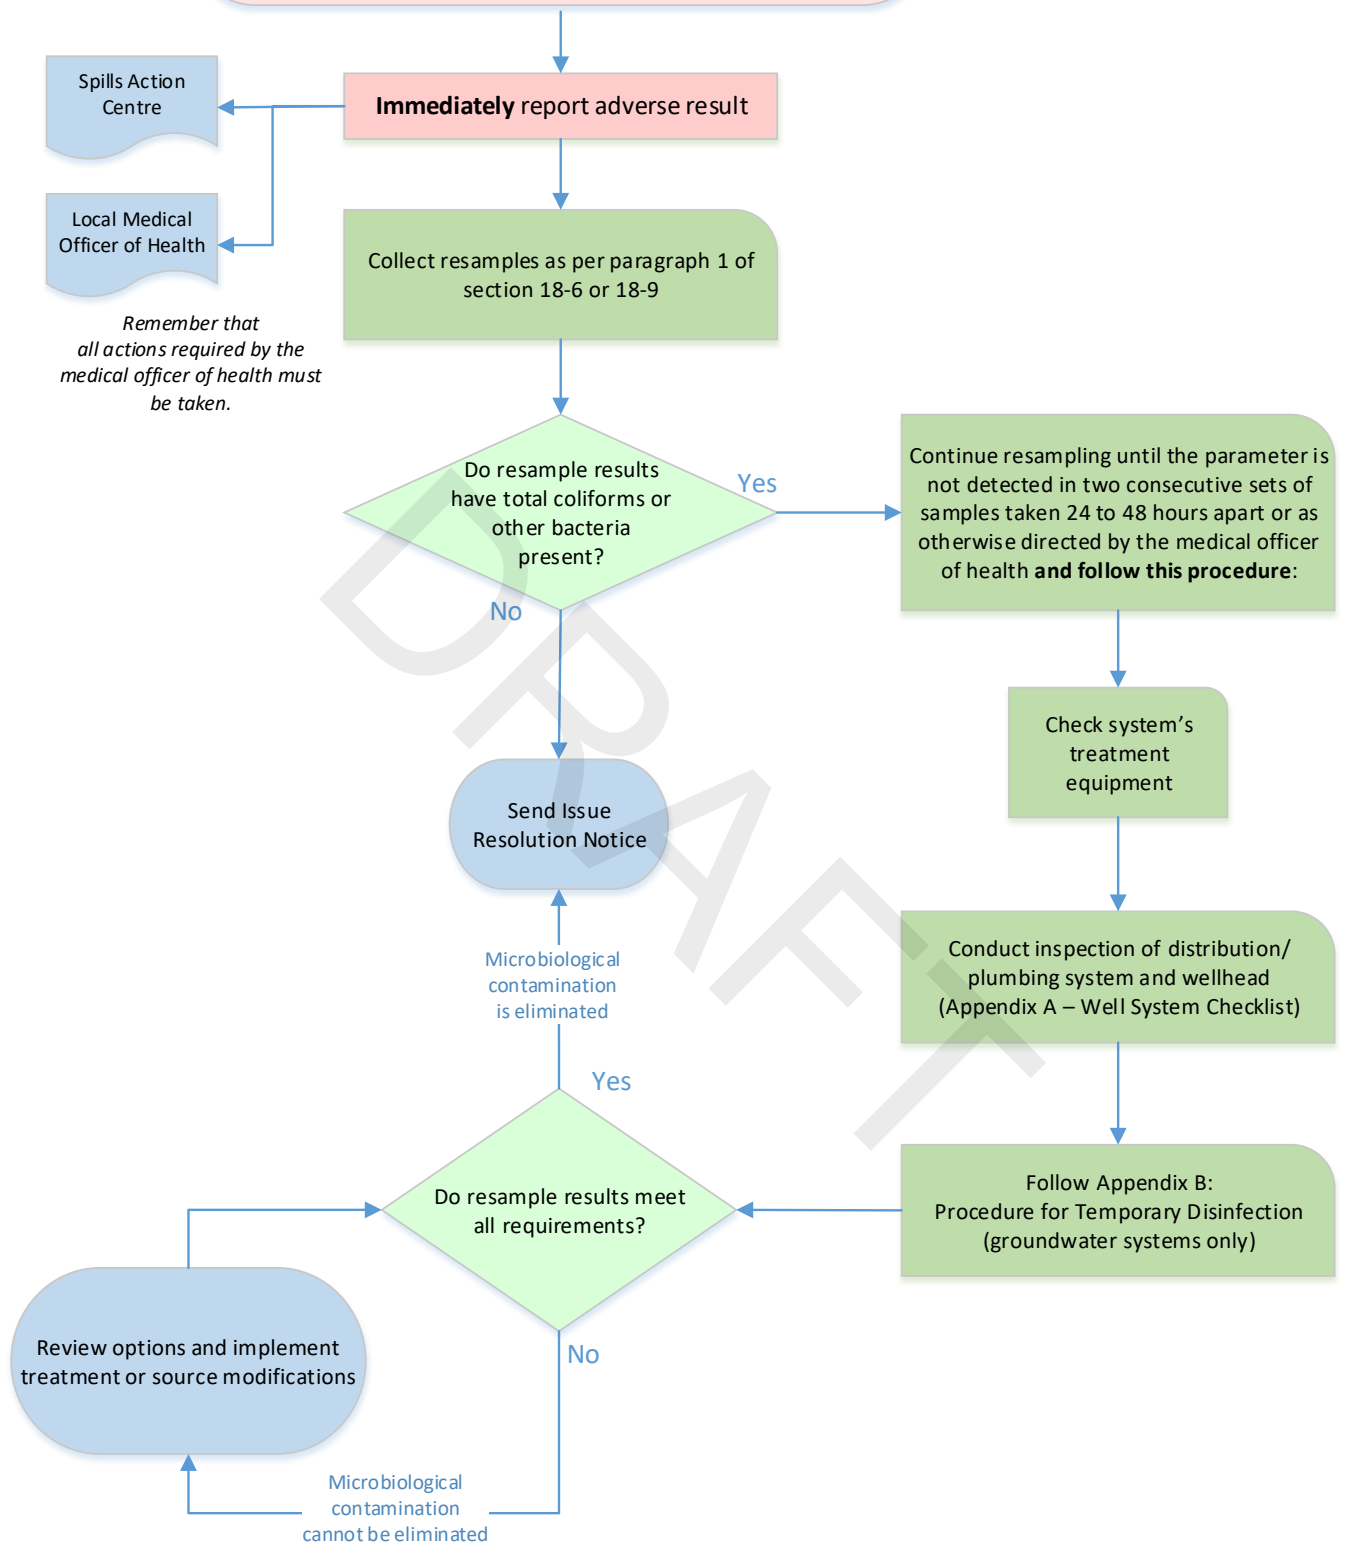 Spills Action
Centre
Immediately report adverse result
Local Medical
Officer of Health
Remember that
all actions required by the
medical officer of health must
be taken.
Collect resamples as per paragraph 1 of
section 18-6 or 18-9
Do resample results
have total coliforms or
other bacteria
present?
Yes
No
Continue resampling until the parameter is
not detected in two consecutive sets of
samples taken 24 to 48 hours apart or as
otherwise directed by the medical officer
of health and follow this procedure:
Check system's
treatment
equipment
Send Issue
Resolution Notice
Conduct inspection of distribution/
plumbing system and wellhead
(Appendix A – Well System Checklist)
Microbiological
contamination
is eliminated
Yes
Follow Appendix B:
Procedure for Temporary Disinfection
(groundwater systems only)
Do resample results meet
all requirements?
No
Review options and implement
treatment or source modifications
Microbiological
contamination
cannot be eliminated
DRAFT